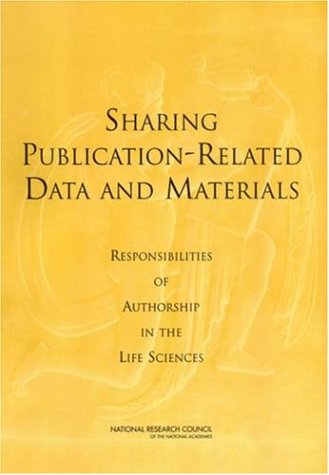 SHARING
PUBLICATION-RELATED
DATA AND MATERIALS
RESPONSIBILITIES
OF
AUTHORSHIP
IN THE
LIFE SCIENCES
NATIONAL RESEARCH COUNCIL
OF THE NATIONAL ACADEMIES